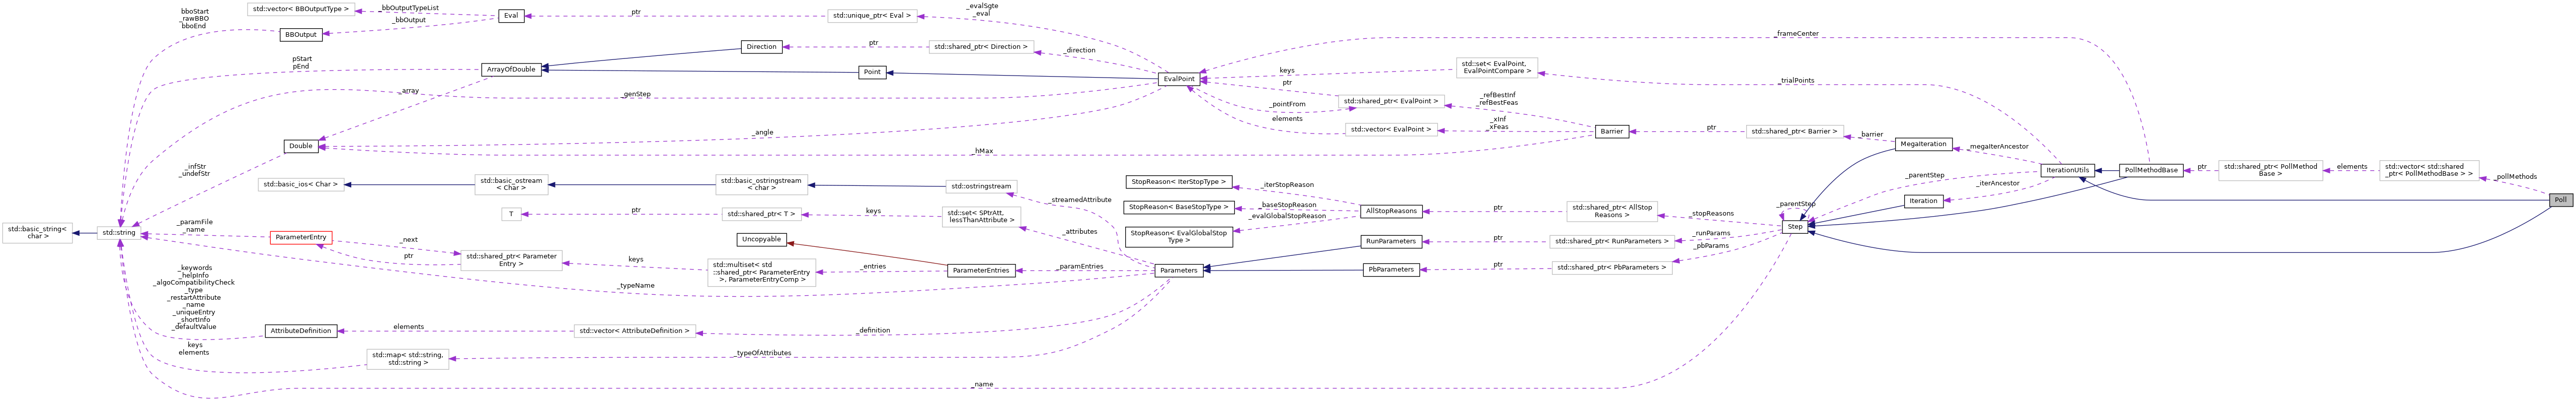 bboStart
_rawBBO
bboEnd
std::vector< BBOutputType >
_bbOutputTypeList
_bbOutput
Eval
ptr
std::unique_ptr< Eval >
_evalSgte
_eval
BBOutput
pStart
pEnd
ArrayOfDouble
Direction
ptr
std::shared_ptr< Direction >
_direction
Point
EvalPoint
_frameCenter
keys
ptr
std::set< EvalPoint,
EvalPointCompare >
_trialPoints
_array
_genStep
_pointFrom
elements
std::shared_ptr< EvalPoint >
_refBestInf
_refBestFeas
_xInf
_xFeas
std::vector< EvalPoint >
_angle
_hMax
Barrier
ptr
std::shared_ptr< Barrier >
_barrier
MegaIteration
_megaIterAncestor
Double
_infStr
_undefStr
std::basic_ios< Char >
std::basic_ostream
< Char >
std::basic_ostringstream
< char >
std::ostringstream
_streamedAttribute
StopReason< IterStopType >
_iterStopReason
StopReason< BaseStopType >
_baseStopReason
_evalGlobalStopReason
StopReason< EvalGlobalStop
Type >
AllStopReasons
ptr
std::shared_ptr< AllStop
Reasons >
_stopReasons
_parentStep
_parentStep
_iterAncestor
Iteration
Step
IterationUtils
PollMethodBase
ptr
std::shared_ptr< PollMethod
Base >
elements
std::vector< std::shared
_ptr< PollMethodBase > >
_pollMethods
Poll
T
ptr
std::shared_ptr< T >
keys
std::set< SPtrAtt,
lessThanAttribute >
_attributes
std::basic_string<
char >
std::string
_paramFile
_name
ParameterEntry
_next
ptr
std::shared_ptr< Parameter
Entry >
keys
Uncopyable
std::multiset< std
::shared_ptr< ParameterEntry
>, ParameterEntryComp >
_entries
ParameterEntries
_paramEntries
Parameters
RunParameters
ptr
std::shared_ptr< RunParameters >
_runParams
_pbParams
PbParameters
ptr
std::shared_ptr< PbParameters >
_typeName
_keywords
_helpInfo
_algoCompatibilityCheck
_type
_restartAttribute
_name
_uniqueEntry
_shortInfo
_defaultValue
AttributeDefinition
elements
std::vector< AttributeDefinition >
_definition
keys
elements
std::map< std::string,
std::string >
_typeOfAttributes
_name